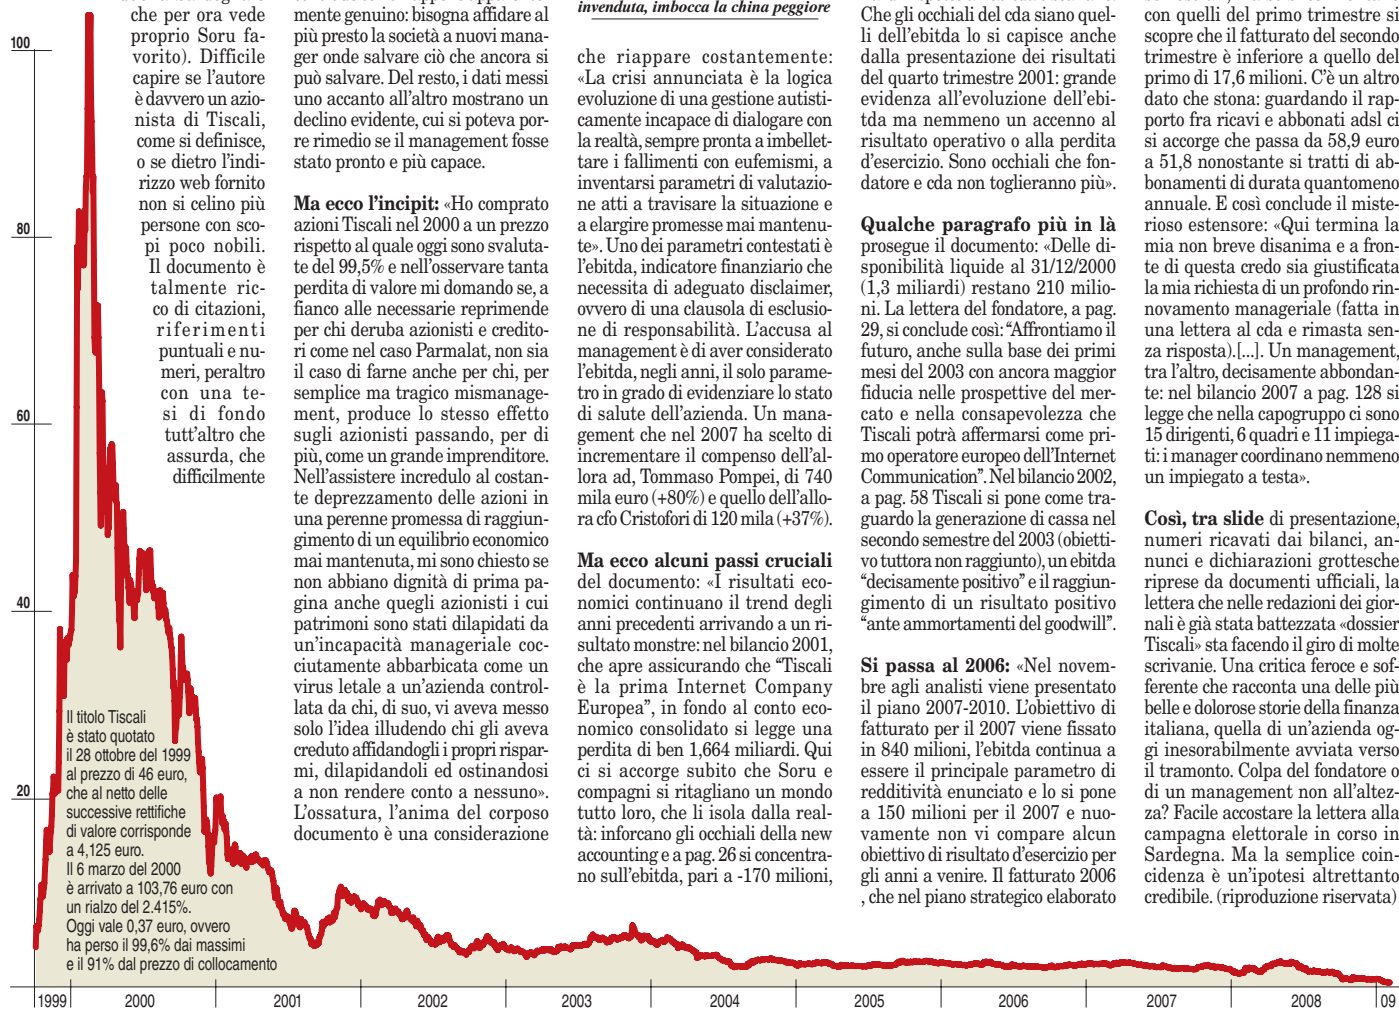 che per ora vede
proprio Soru fa-
vorito). Difficile
capire se l'autore
è davvero un azio-
nista di Tiscali,
come si definisce,
o se dietro l'indi-
rizzo web fornito
non si celino più
persone con sco-
pi poco nobili.
Il documento è
talmente ric-
co di citazioni,
riferimenti
puntuali e nu-
meri, peraltro
con una te-
si di fondo
tutt'altro che
assurda, che
difficilmente
mente genuino: bisogna affidare al
più presto la società a nuovi mana-
ger onde salvare ciò che ancora si
può salvare. Del resto, i dati messi
uno accanto all'altro mostrano un
declino evidente, cui si poteva por-
re rimedio se il management fosse
stato pronto e più capace.
Ma ecco l'incipit: «Ho comprato
azioni Tiscali nel 2000 a un prezzo
rispetto al quale oggi sono svaluta-
te del 99,5% e nell'osservare tanta
perdita di valore mi domando se, a
fianco alle necessarie reprimende
per chi deruba azionisti e credito-
ri come nel caso Parmalat, non sia
il caso di farne anche per chi, per
semplice ma tragico mismanage-
ment, produce lo stesso effetto
sugli azionisti passando, per di
più, come un grande imprenditore.
Nell'assistere incredulo al costan-
te deprezzamento delle azioni in
una perenne promessa di raggiun-
gimento di un equilibrio economico
mai mantenuta, mi sono chiesto se
non abbiano dignità di prima pa-
gina anche quegli azionisti i cui
patrimoni sono stati dilapidati da
un'incapacità manageriale coc-
ciutamente abbarbicata come un
virus letale a un'azienda control-
lata da chi, di suo, vi aveva messo
solo l'idea illudendo chi gli aveva
creduto affidandogli i propri rispar-
mi, dilapidandoli ed ostinandosi
a non rendere conto a nessuno».
L'ossatura, l'anima del corposo
documento è una considerazione
invenduta, imbocca la china peggiore
che riappare costantemente:
«La crisi annunciata è la logica
evoluzione di una gestione autisti-
camente incapace di dialogare con
la realtà, sempre pronta a imbellet-
tare i fallimenti con eufemismi, a
inventarsi parametri di valutazio-
ne atti a travisare la situazione e
a elargire promesse mai mantenu-
te». Uno dei parametri contestati è
l'ebitda, indicatore finanziario che
necessita di adeguato disclaimer,
ovvero di una clausola di esclusio-
ne di responsabilità. L'accusa al
management è di aver considerato
l'ebitda, negli anni, il solo parame-
tro in grado di evidenziare lo stato
di salute dell'azienda. Un mana-
gement che nel 2007 ha scelto di
incrementare il compenso dell'al-
lora ad, Tommaso Pompei, di 740
mila euro (+80%) e quello dell'allo-
ra cfo Cristofori di 120 mila (+37%).
Ma ecco alcuni passi cruciali
del documento: «I risultati eco-
nomici continuano il trend degli
anni precedenti arrivando a un ri-
sultato monstre: nel bilancio 2001,
che apre assicurando che “Tiscali
è la prima Internet Company
Europea”, in fondo al conto eco-
nomico consolidato si legge una
perdita di ben 1,664 miliardi. Qui
ci si accorge subito che Soru e
compagni si ritagliano un mondo
tutto loro, che li isola dalla real-
tà: inforcano gli occhiali della new
accounting e a pag. 26 si concentra-
no sull'ebitda, pari a -170 milioni,
Che gli occhiali del cda siano quel-
li dell'ebitda lo si capisce anche
dalla presentazione dei risultati
del quarto trimestre 2001: grande
evidenza all'evoluzione dell'ebi-
tda ma nemmeno un accenno al
risultato operativo o alla perdita
d'esercizio. Sono occhiali che fon-
datore e cda non toglieranno più».
Qualche paragrafo più in là
prosegue il documento: «Delle di-
sponibilità liquide al 31/12/2000
(1,3 miliardi) restano 210 milio-
ni. La lettera del fondatore, a pag.
29, si conclude così: “Affrontiamo il
futuro, anche sulla base dei primi
mesi del 2003 con ancora maggior
fiducia nelle prospettive del mer-
cato e nella consapevolezza che
Tiscali potrà affermarsi come pri-
mo operatore europeo dell'Internet
Communication”. Nel bilancio 2002,
a pag. 58 Tiscali si pone come tra-
guardo la generazione di cassa nel
secondo semestre del 2003 (obietti-
vo tuttora non raggiunto), un ebitda
“decisamente positivo” e il raggiun-
gimento di un risultato positivo
“ante ammortamenti del goodwill”.
Si passa al 2006: «Nel novem-
bre agli analisti viene presentato
il piano 2007-2010. L'obiettivo di
fatturato per il 2007 viene fissato
in 840 milioni, l'ebitda continua a
essere il principale parametro di
redditività enunciato e lo si pone
a 150 milioni per il 2007 e nuo-
vamente non vi compare alcun
obiettivo di risultato d'esercizio per
gli anni a venire. Il fatturato 2006
, che nel piano strategico elaborato
con quelli del primo trimestre si
scopre che il fatturato del secondo
trimestre è inferiore a quello del
primo di 17,6 milioni. C'è un altro
dato che stona: guardando il rap-
porto fra ricavi e abbonati adsl ci
si accorge che passa da 58,9 euro
a 51,8 nonostante si tratti di ab-
bonamenti di durata quantomeno
annuale. E così conclude il miste-
rioso estensore: «Qui termina la
mia non breve disanima e a fron-
te di questa credo sia giustificata
la mia richiesta di un profondo rin-
novamento manageriale (fatta in
una lettera al cda e rimasta sen-
za risposta).[...]. Un management,
tra l'altro, decisamente abbondan-
te: nel bilancio 2007 a pag. 128 si
legge che nella capogruppo ci sono
15 dirigenti, 6 quadri e 11 impiega-
ti: i manager coordinano nemmeno
un impiegato a testa».
Così, tra slide di presentazione,
numeri ricavati dai bilanci, an-
nunci e dichiarazioni grottesche
riprese da documenti ufficiali, la
lettera che nelle redazioni dei gior-
nali è già stata battezzata «dossier
Tiscali» sta facendo il giro di molte
scrivanie. Una critica feroce e sof-
ferente che racconta una delle più
belle e dolorose storie della finanza
italiana, quella di un'azienda og-
gi inesorabilmente avviata verso
il tramonto. Colpa del fondatore o
di un management non all'altez-
za? Facile accostare la lettera alla
campagna elettorale in corso in
Sardegna. Ma la semplice coin-
cidenza è un'ipotesi altrettanto
credibile. (riproduzione riservata)
100
80
60
40
20
Il titolo Tiscali
è stato quotato
il 28 ottobre del 1999
al prezzo di 46 euro,
che al netto delle
successive rettifiche
di valore corrisponde
a 4,125 euro.
Il 6 marzo del 2000
è arrivato a 103,76 euro con
un rialzo del 2.415%.
Oggi vale 0,37 euro, ovvero
ha perso il 99,6% dai massimi
e il 91% dal prezzo di collocamento
1999
2000
2001
2002
2003
2004
2005
2006
2007
2008
09